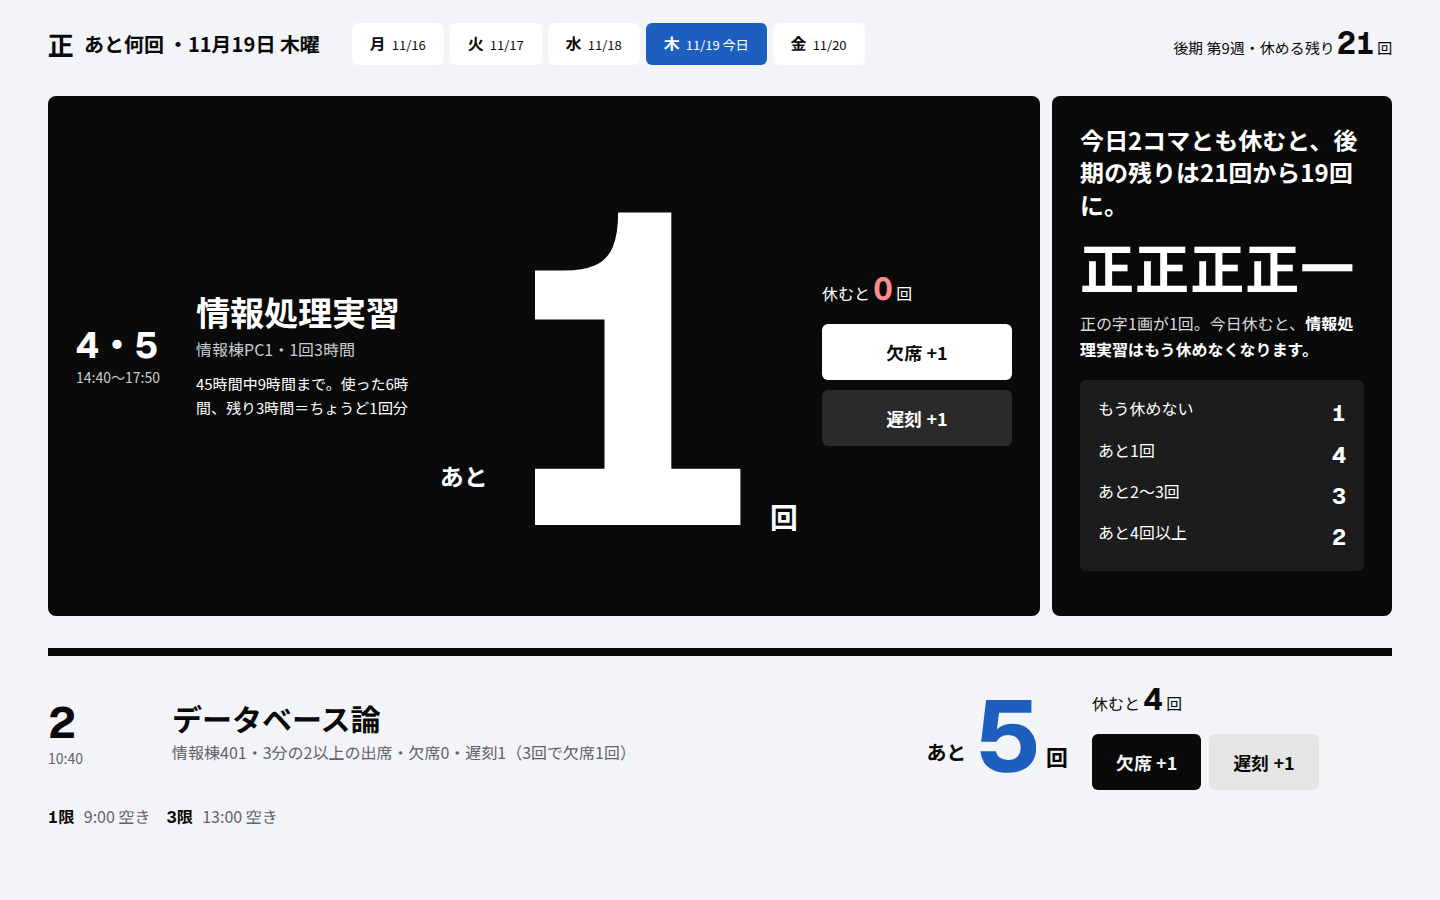 正 あと何回 ・11月19日 木曜
月 11/16
火 11/17
水 11/18
木 11/19 今日
金 11/20
後期 第9週・休める残り 21 回
4・5
14:40〜17:50
情報処理実習
情報棟PC1・1回3時間
45時間中9時間まで。使った6時
間、残り3時間＝ちょうど1回分
あと 1 回
休むと 0 回
欠席 +1
遅刻 +1
今日2コマとも休むと、後
期の残りは21回から19回
に。
正正正正一
正の字1画が1回。今日休むと、情報処
理実習はもう休めなくなります。
もう休めない 1
あと1回 4
あと2〜3回 3
あと4回以上 2
2
10:40
データベース論
情報棟401・3分の2以上の出席・欠席0・遅刻1（3回で欠席1回）
あと 5 回
休むと 4 回
欠席 +1
遅刻 +1
1限 9:00 空き 3限 13:00 空き